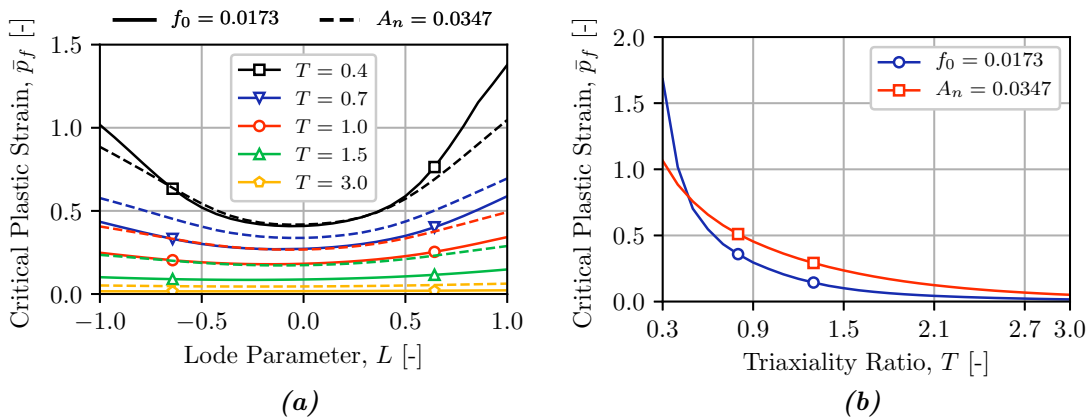 f₀ = 0.0173 Aₙ = 0.0347
Critical Plastic Strain, p̄_f [-]
1.5
1.0
0.5
0.0
T = 0.4
T = 0.7
T = 1.0
T = 1.5
T = 3.0
−1.0 −0.5 0.0 0.5 1.0
Lode Parameter, L [-]
(a)
Critical Plastic Strain, p̄_f [-]
2.0
1.5
1.0
0.5
0.0
f₀ = 0.0173
Aₙ = 0.0347
0.3 0.9 1.5 2.1 2.7 3.0
Triaxiality Ratio, T [-]
(b)